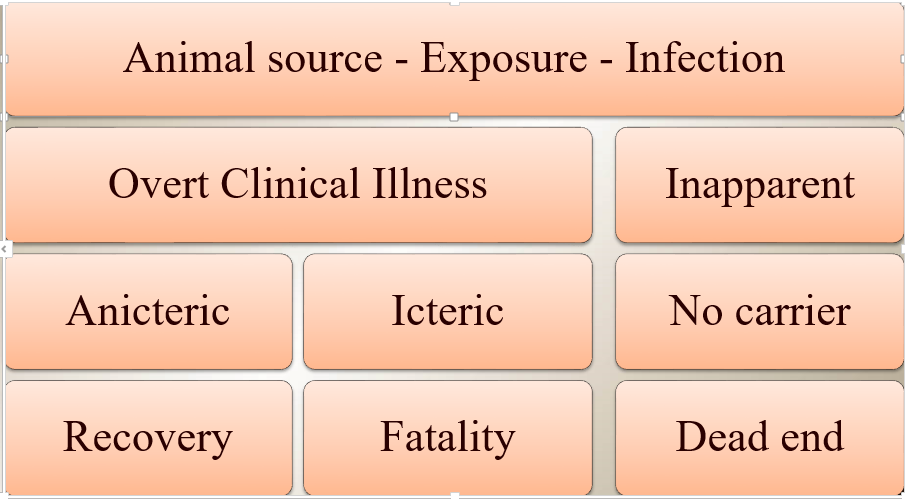 Animal source - Exposure - Infection
Overt Clinical Illness
Inapparent
Anicteric
Icteric
No carrier
Recovery
Fatality
Dead end